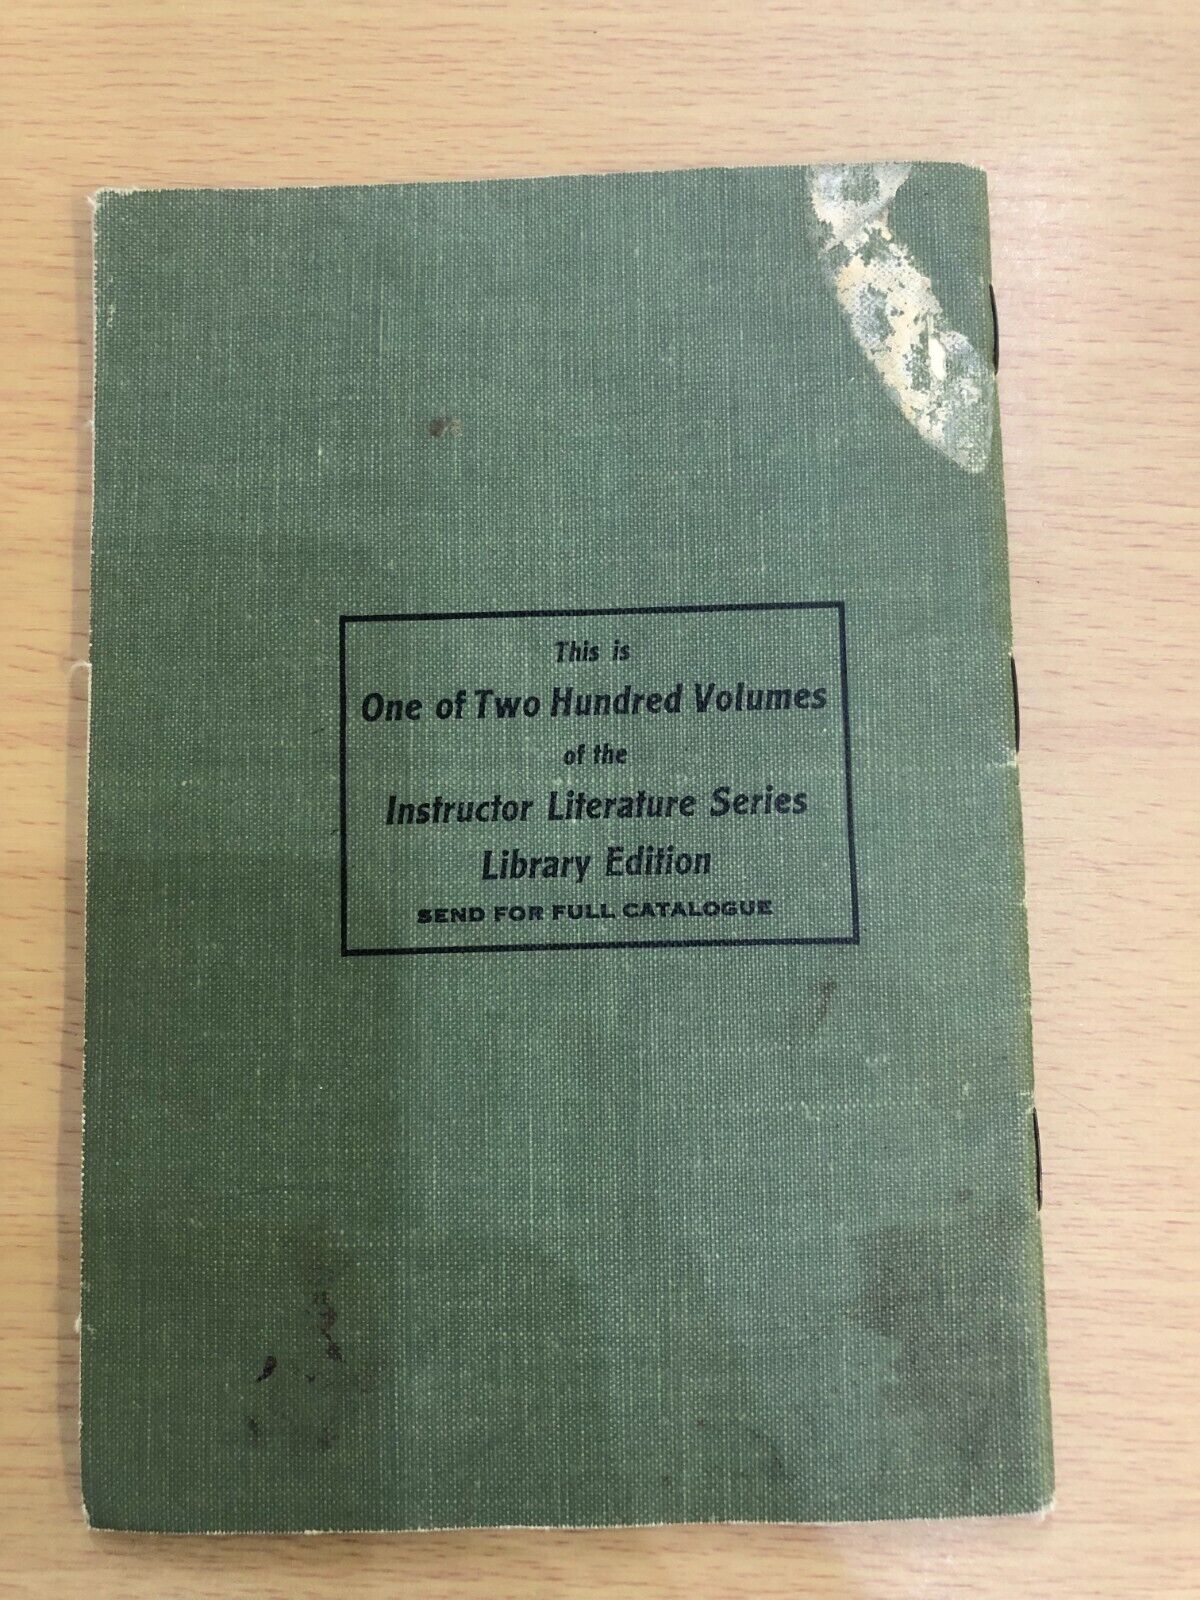 This is
One of Two Hundred Volumes
of the
Instructor Literature Series
Library Edition
SEND FOR FULL CATALOGUE